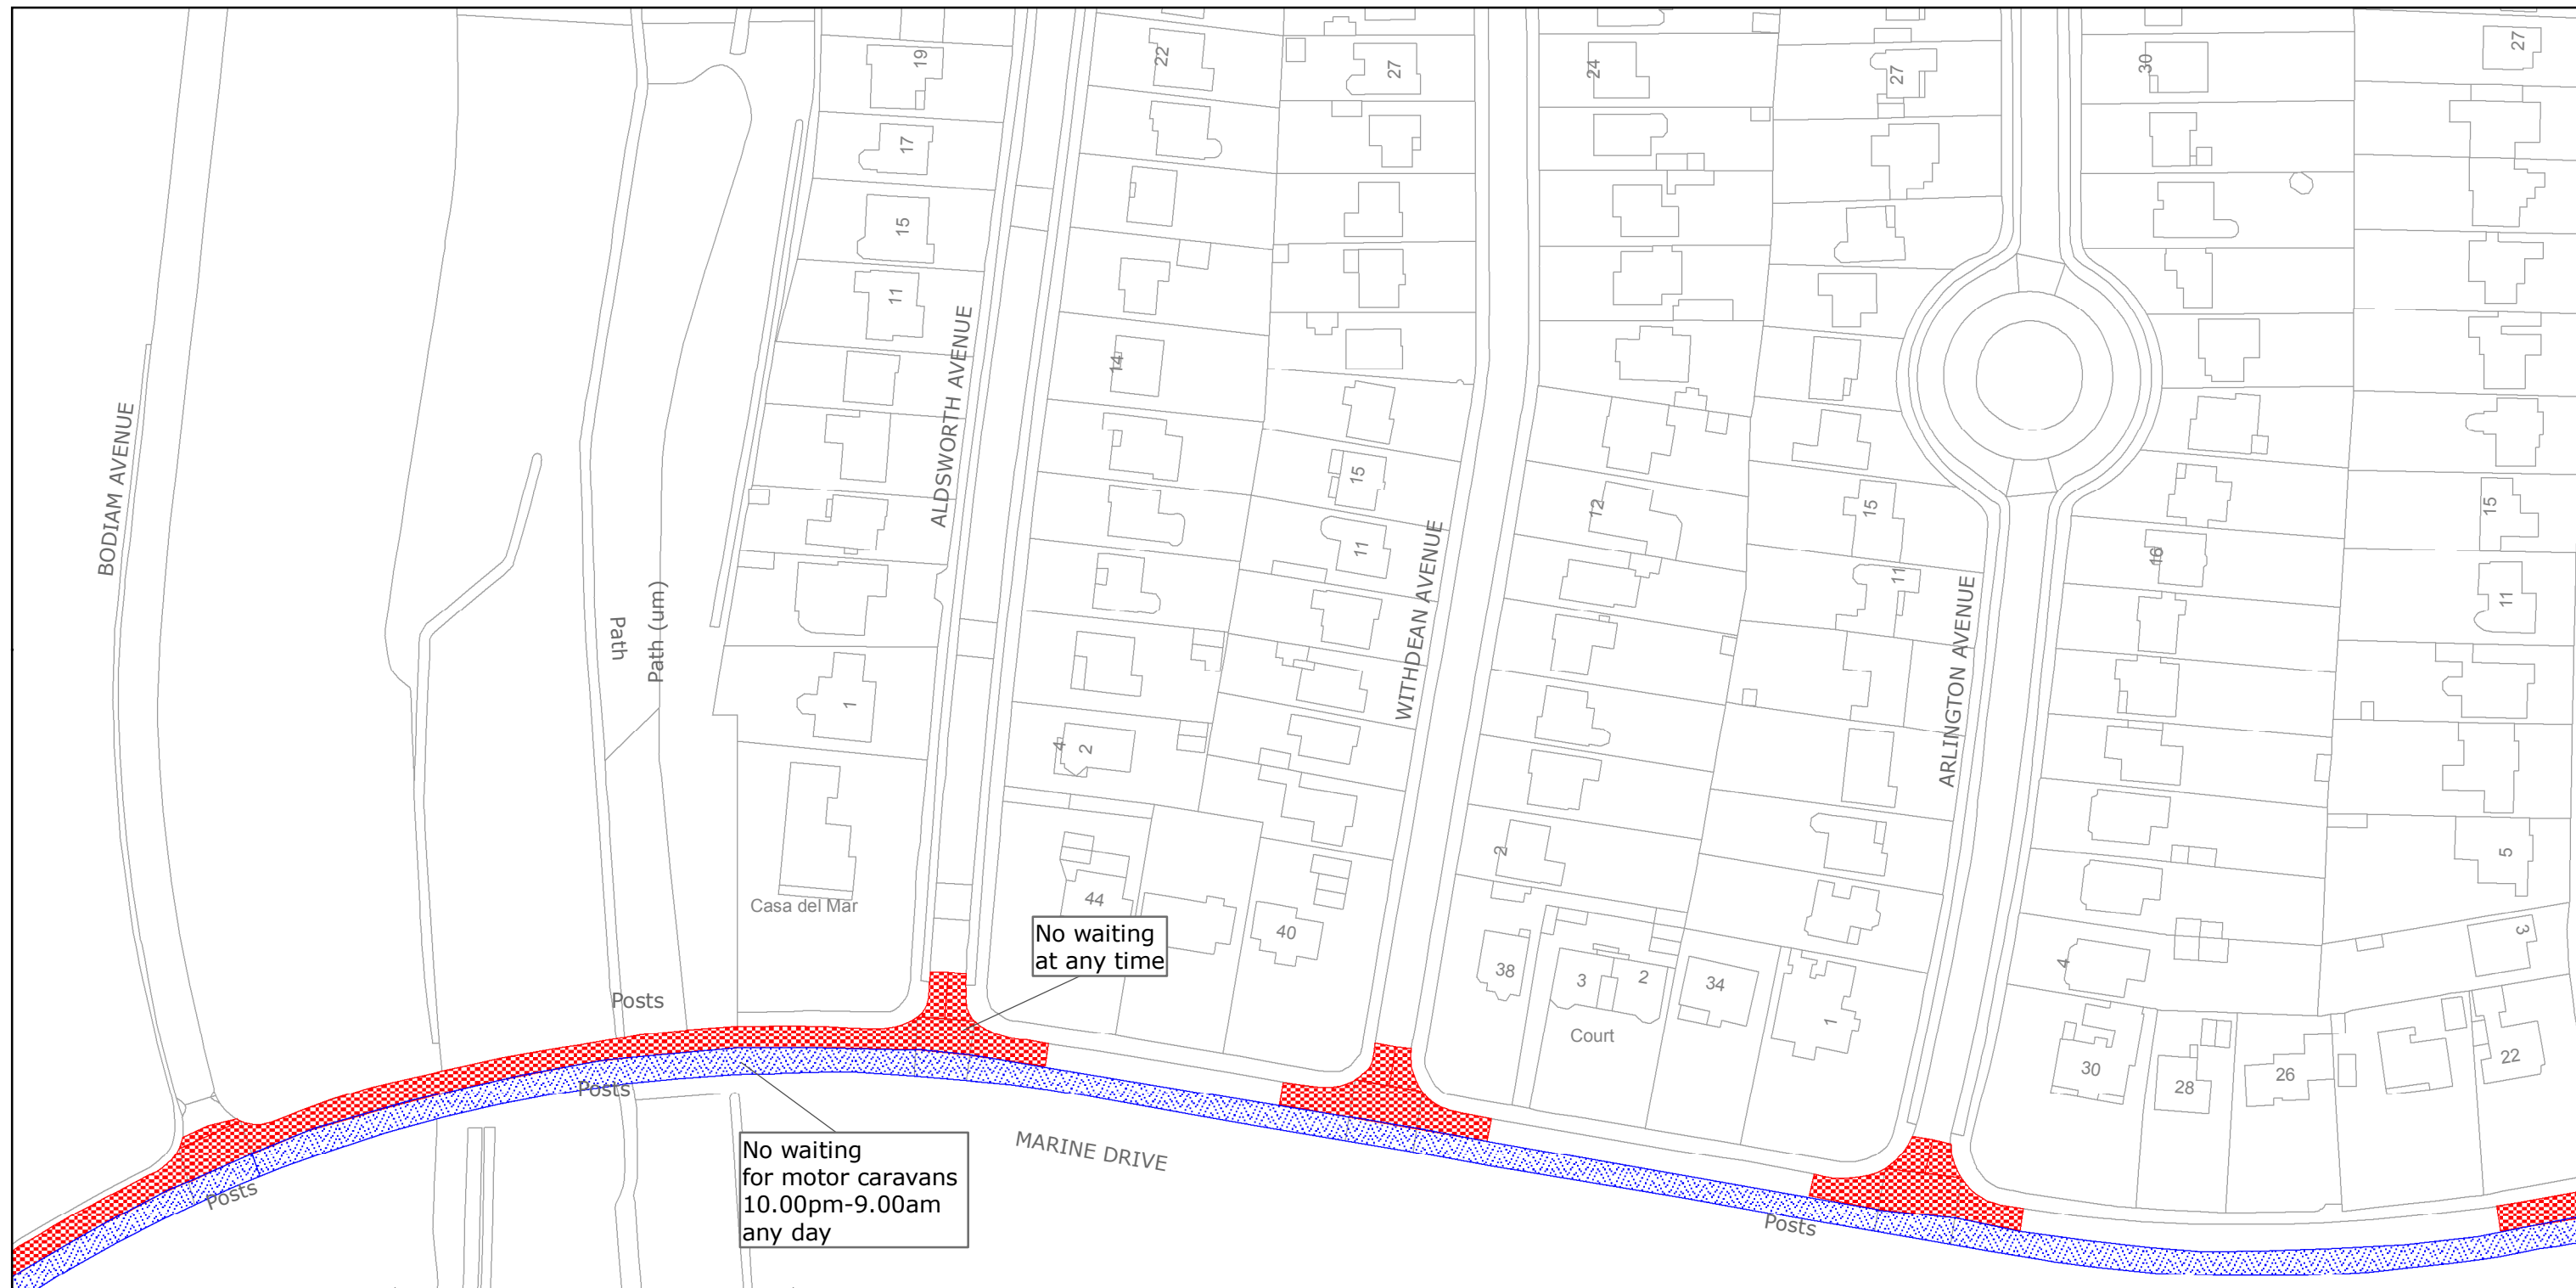 19
22
27
24
27
30
27
17
15
11
14
15
11
12
15
11
16
15
11
BODIAM AVENUE
ALDSWORTH AVENUE
WITHDEAN AVENUE
ARLINGTON AVENUE
Path
Path (um)
1
4
2
2
5
3
4
Casa del Mar
44
40
38
3
2
34
1
Court
30
28
26
22
No waiting
at any time
Posts
Posts
Posts
Posts
MARINE DRIVE
No waiting
for motor caravans
10.00pm-9.00am
any day